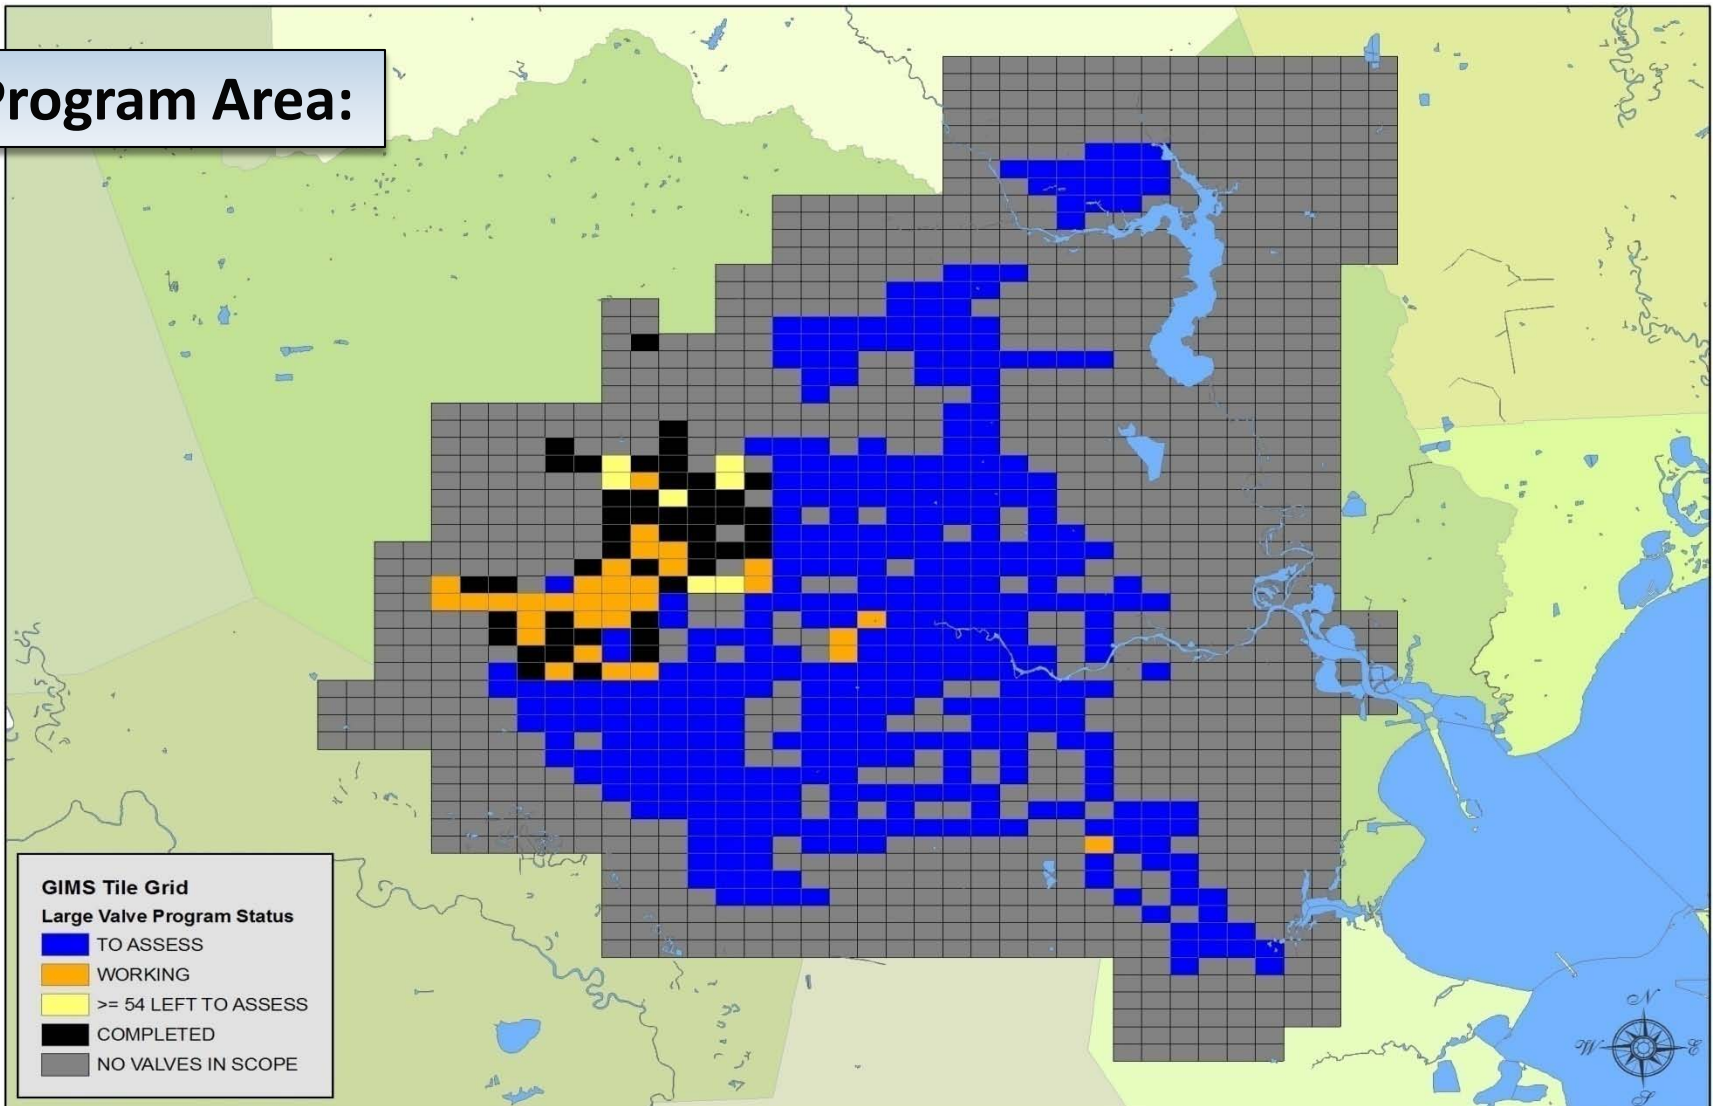 Program Area:
GIMS Tile Grid
Large Valve Program Status
TO ASSESS
WORKING
>= 54 LEFT TO ASSESS
COMPLETED
NO VALVES IN SCOPE
N
W E
S